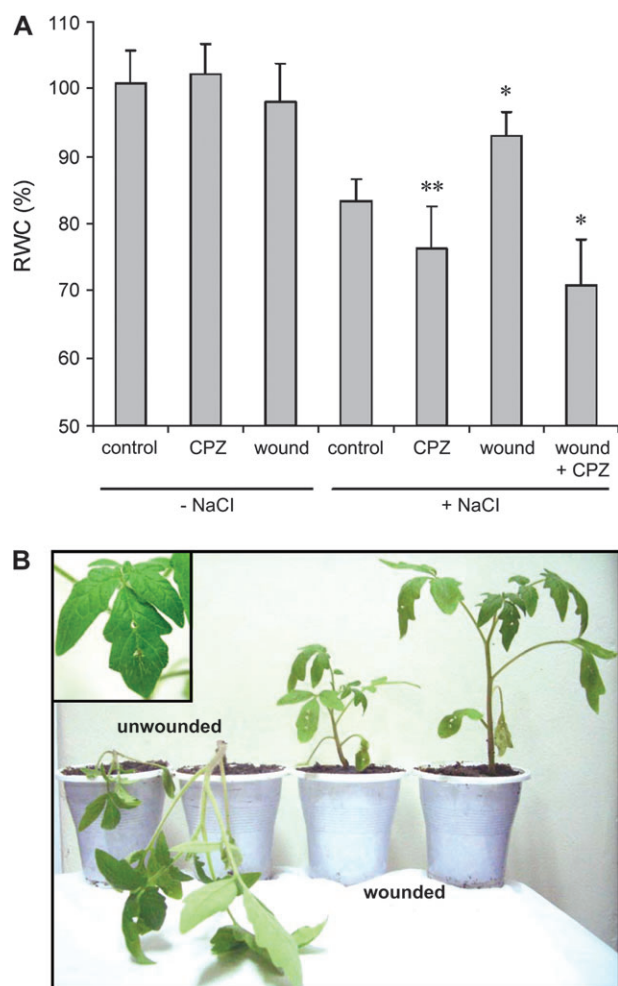 A
110
100
90
80
70
60
50
RWC (%)
*
**
*
control CPZ wound control CPZ wound wound
+ CPZ
- NaCl + NaCl
B
unwounded
wounded